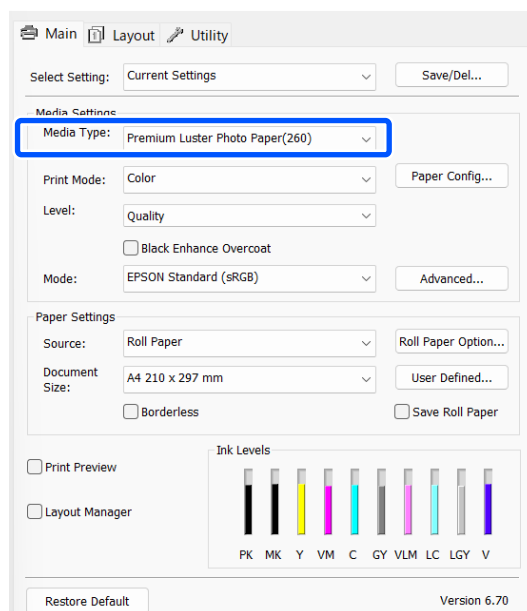 Main Layout Utility
Select Setting: Current Settings Save/Del...
Media Settings
Media Type: Premium Luster Photo Paper(260)
Print Mode: Color Paper Config...
Level: Quality
Black Enhance Overcoat
Mode: EPSON Standard (sRGB) Advanced...
Paper Settings
Source: Roll Paper Roll Paper Option...
Document
Size: A4 210 x 297 mm User Defined...
Borderless Save Roll Paper
Ink Levels
Print Preview
Layout Manager
PK MK Y VM C GY VLM LC LGY V
Restore Default Version 6.70